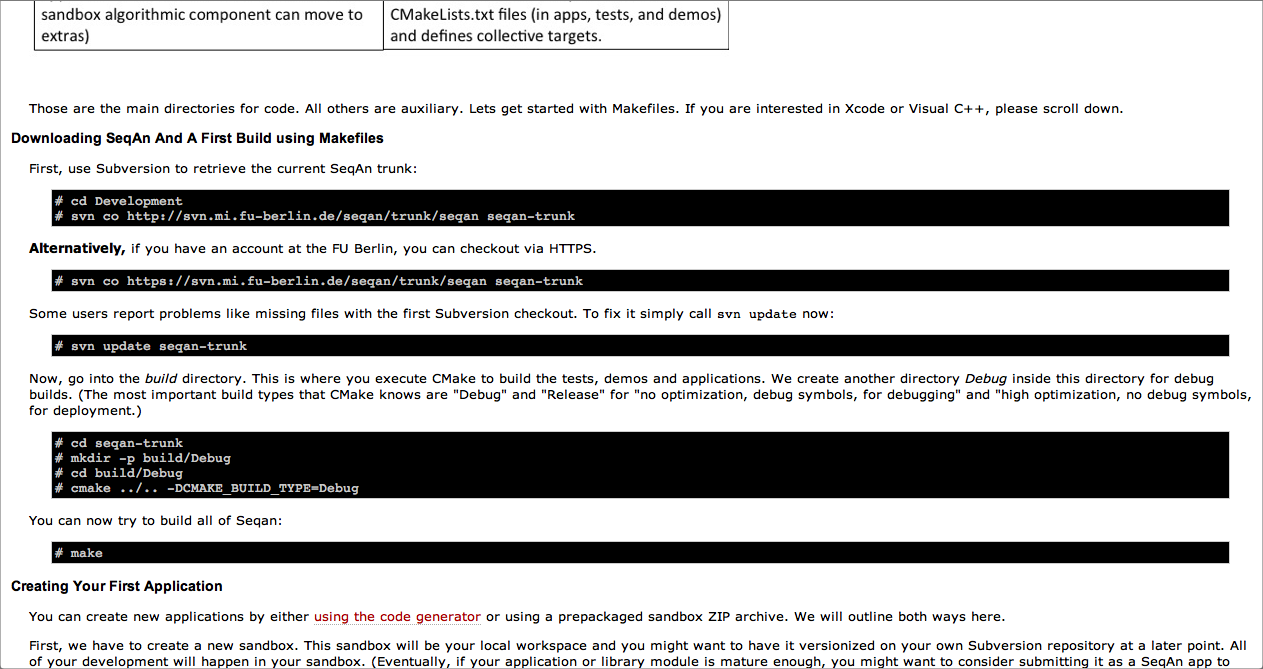 sandbox algorithmic component can move to
extras)
CMakeLists.txt files (in apps, tests, and demos)
and defines collective targets.
Those are the main directories for code. All others are auxiliary. Lets get started with Makefiles. If you are interested in Xcode or Visual C++, please scroll down.
Downloading SeqAn And A First Build using Makefiles
First, use Subversion to retrieve the current SeqAn trunk:
# cd Development
# svn co http://svn.mi.fu-berlin.de/seqan/trunk/seqan seqan-trunk
Alternatively, if you have an account at the FU Berlin, you can checkout via HTTPS.
# svn co https://svn.mi.fu-berlin.de/seqan/trunk/seqan seqan-trunk
Some users report problems like missing files with the first Subversion checkout. To fix it simply call svn update now:
# svn update seqan-trunk
Now, go into the build directory. This is where you execute CMake to build the tests, demos and applications. We create another directory Debug inside this directory for debug
builds. (The most important build types that CMake knows are "Debug" and "Release" for "no optimization, debug symbols, for debugging" and "high optimization, no debug symbols,
for deployment.)
# cd seqan-trunk
# mkdir -p build/Debug
# cd build/Debug
# cmake ../.. -DCMAKE_BUILD_TYPE=Debug
You can now try to build all of Seqan:
# make
Creating Your First Application
You can create new applications by either using the code generator or using a prepackaged sandbox ZIP archive. We will outline both ways here.
First, we have to create a new sandbox. This sandbox will be your local workspace and you might want to have it versionized on your own Subversion repository at a later point. All
of your development will happen in your sandbox. (Eventually, if your application or library module is mature enough, you might want to consider submitting it as a SeqAn app to